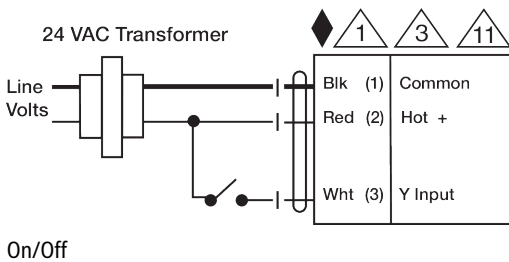 24 VAC Transformer
1 3 11
Line
Volts
Blk (1) Common
Red (2) Hot +
Wht (3) Y Input
On/Off